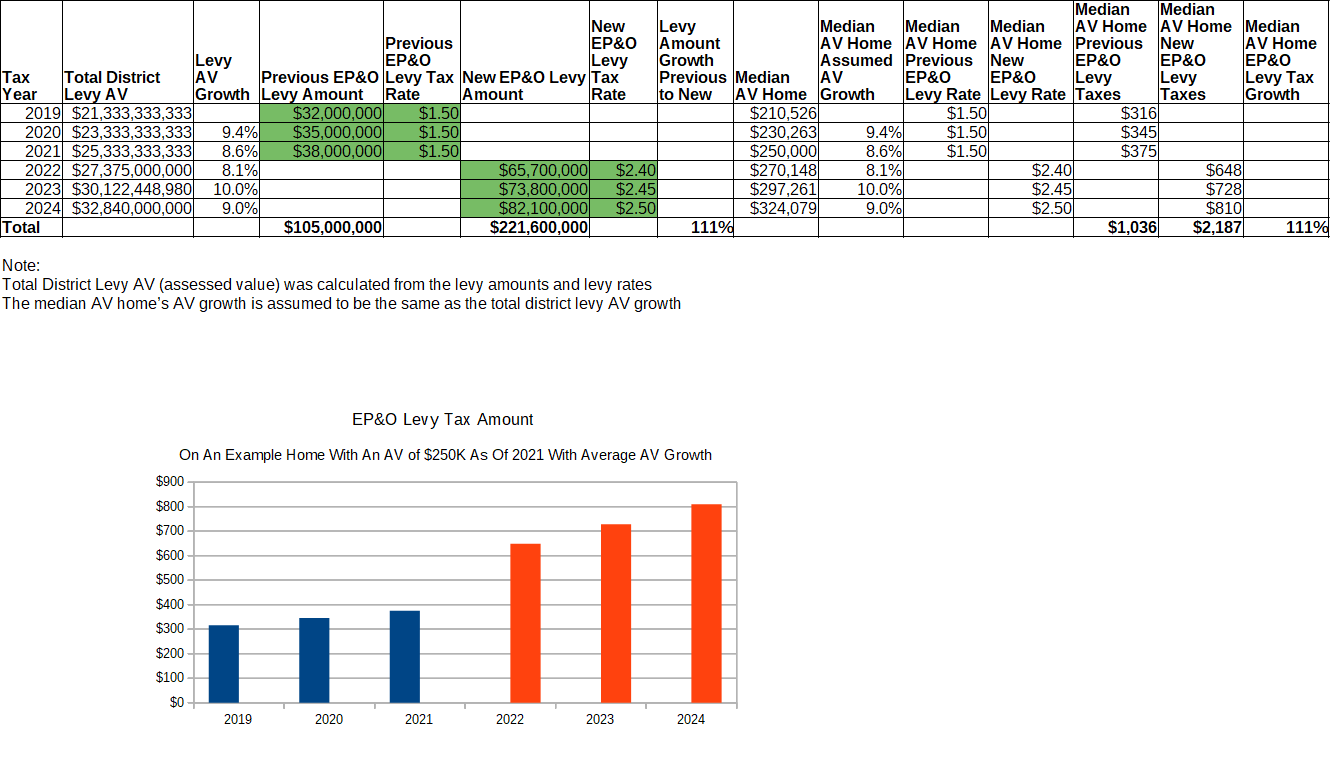 Tax Year Total District Levy AV Levy AV Growth Previous EP&O Levy Amount Previous EP&O Levy Tax Rate New EP&O Levy Amount New EP&O Levy Tax Rate Levy Amount Growth Previous to New Median AV Home Median AV Home Assumed AV Growth Median AV Home Previous EP&O Levy Rate Median AV Home New EP&O Levy Rate Median AV Home Previous EP&O Levy Taxes Median AV Home New EP&O Levy Taxes Median AV Home EP&O Levy Tax Growth
2019 $21,333,333,333 $32,000,000 $1.50 $210,526 $1.50 $316
2020 $23,333,333,333 9.4% $35,000,000 $1.50 $230,263 9.4% $1.50 $345
2021 $25,333,333,333 8.6% $38,000,000 $1.50 $250,000 8.6% $1.50 $375
2022 $27,375,000,000 8.1% $65,700,000 $2.40 $270,148 8.1% $2.40 $648
2023 $30,122,448,980 10.0% $73,800,000 $2.45 $297,261 10.0% $2.45 $728
2024 $32,840,000,000 9.0% $82,100,000 $2.50 $324,079 9.0% $2.50 $810
Total $105,000,000 $221,600,000 111% $1,036 $2,187 111%
Note:
Total District Levy AV (assessed value) was calculated from the levy amounts and levy rates
The median AV home's AV growth is assumed to be the same as the total district levy AV growth
EP&O Levy Tax Amount
On An Example Home With An AV of $250K As Of 2021 With Average AV Growth
$900
$800
$700
$600
$500
$400
$300
$200
$100
$0
2019 2020 2021 2022 2023 2024